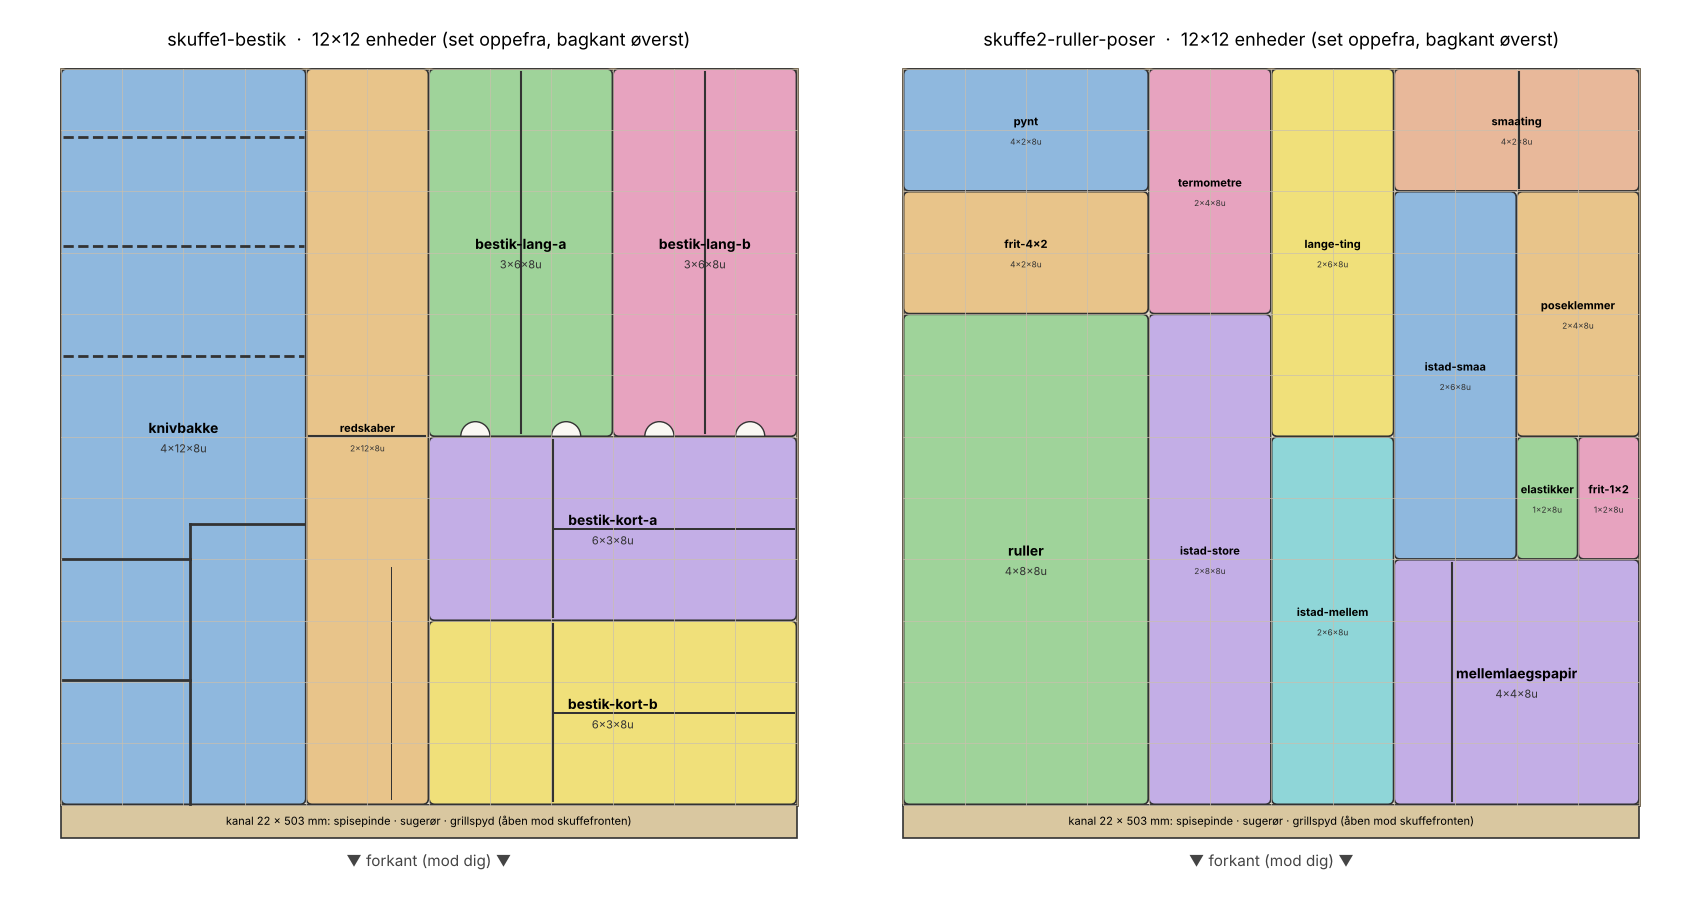 skuffe1-bestik · 12×12 enheder (set oppefra, bagkant øverst)
bestik-lang-a
3×6×8u
bestik-lang-b
3×6×8u
knivbakke
4×12×8u
redskaber
2×12×8u
bestik-kort-a
6×3×8u
bestik-kort-b
6×3×8u
kanal 22 × 503 mm: spisepinde · sugerør · grillspyd (åben mod skuffefronten)
▼ forkant (mod dig) ▼
skuffe2-ruller-poser · 12×12 enheder (set oppefra, bagkant øverst)
pynt
4×2×8u
smaating
4×2×8u
termometre
2×4×8u
frit-4×2
4×2×8u
lange-ting
2×6×8u
poseklemmer
2×4×8u
istad-smaa
2×6×8u
elastikker
1×2×8u
frit-1×2
1×2×8u
ruller
4×8×8u
istad-store
2×8×8u
istad-mellem
2×6×8u
mellemlaegspapir
4×4×8u
kanal 22 × 503 mm: spisepinde · sugerør · grillspyd (åben mod skuffefronten)
▼ forkant (mod dig) ▼